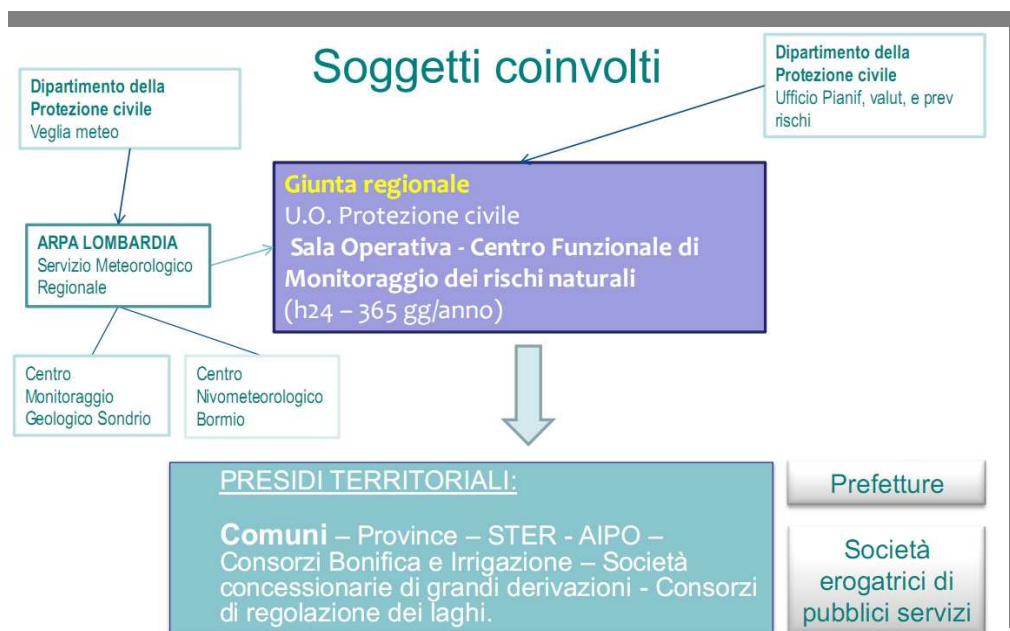 Soggetti coinvolti
Dipartimento della
Protezione civile
Veglia meteo
Dipartimento della
Protezione civile
Ufficio Pianif, valut, e prev
rischi
Giunta regionale
U.O. Protezione civile
Sala Operativa - Centro Funzionale di
Monitoraggio dei rischi naturali
(h24 – 365 gg/anno)
ARPA LOMBARDIA
Servizio Meteorologico
Regionale
Centro
Monitoraggio
Geologico Sondrio
Centro
Nivometeorologico
Bormio
PRESIDI TERRITORIALI:
Comuni – Province – STER - AIPO –
Consorzi Bonifica e Irrigazione – Società
concessionarie di grandi derivazioni - Consorzi
di regolazione dei laghi.
Prefetture
Società
erogatrici di
pubblici servizi